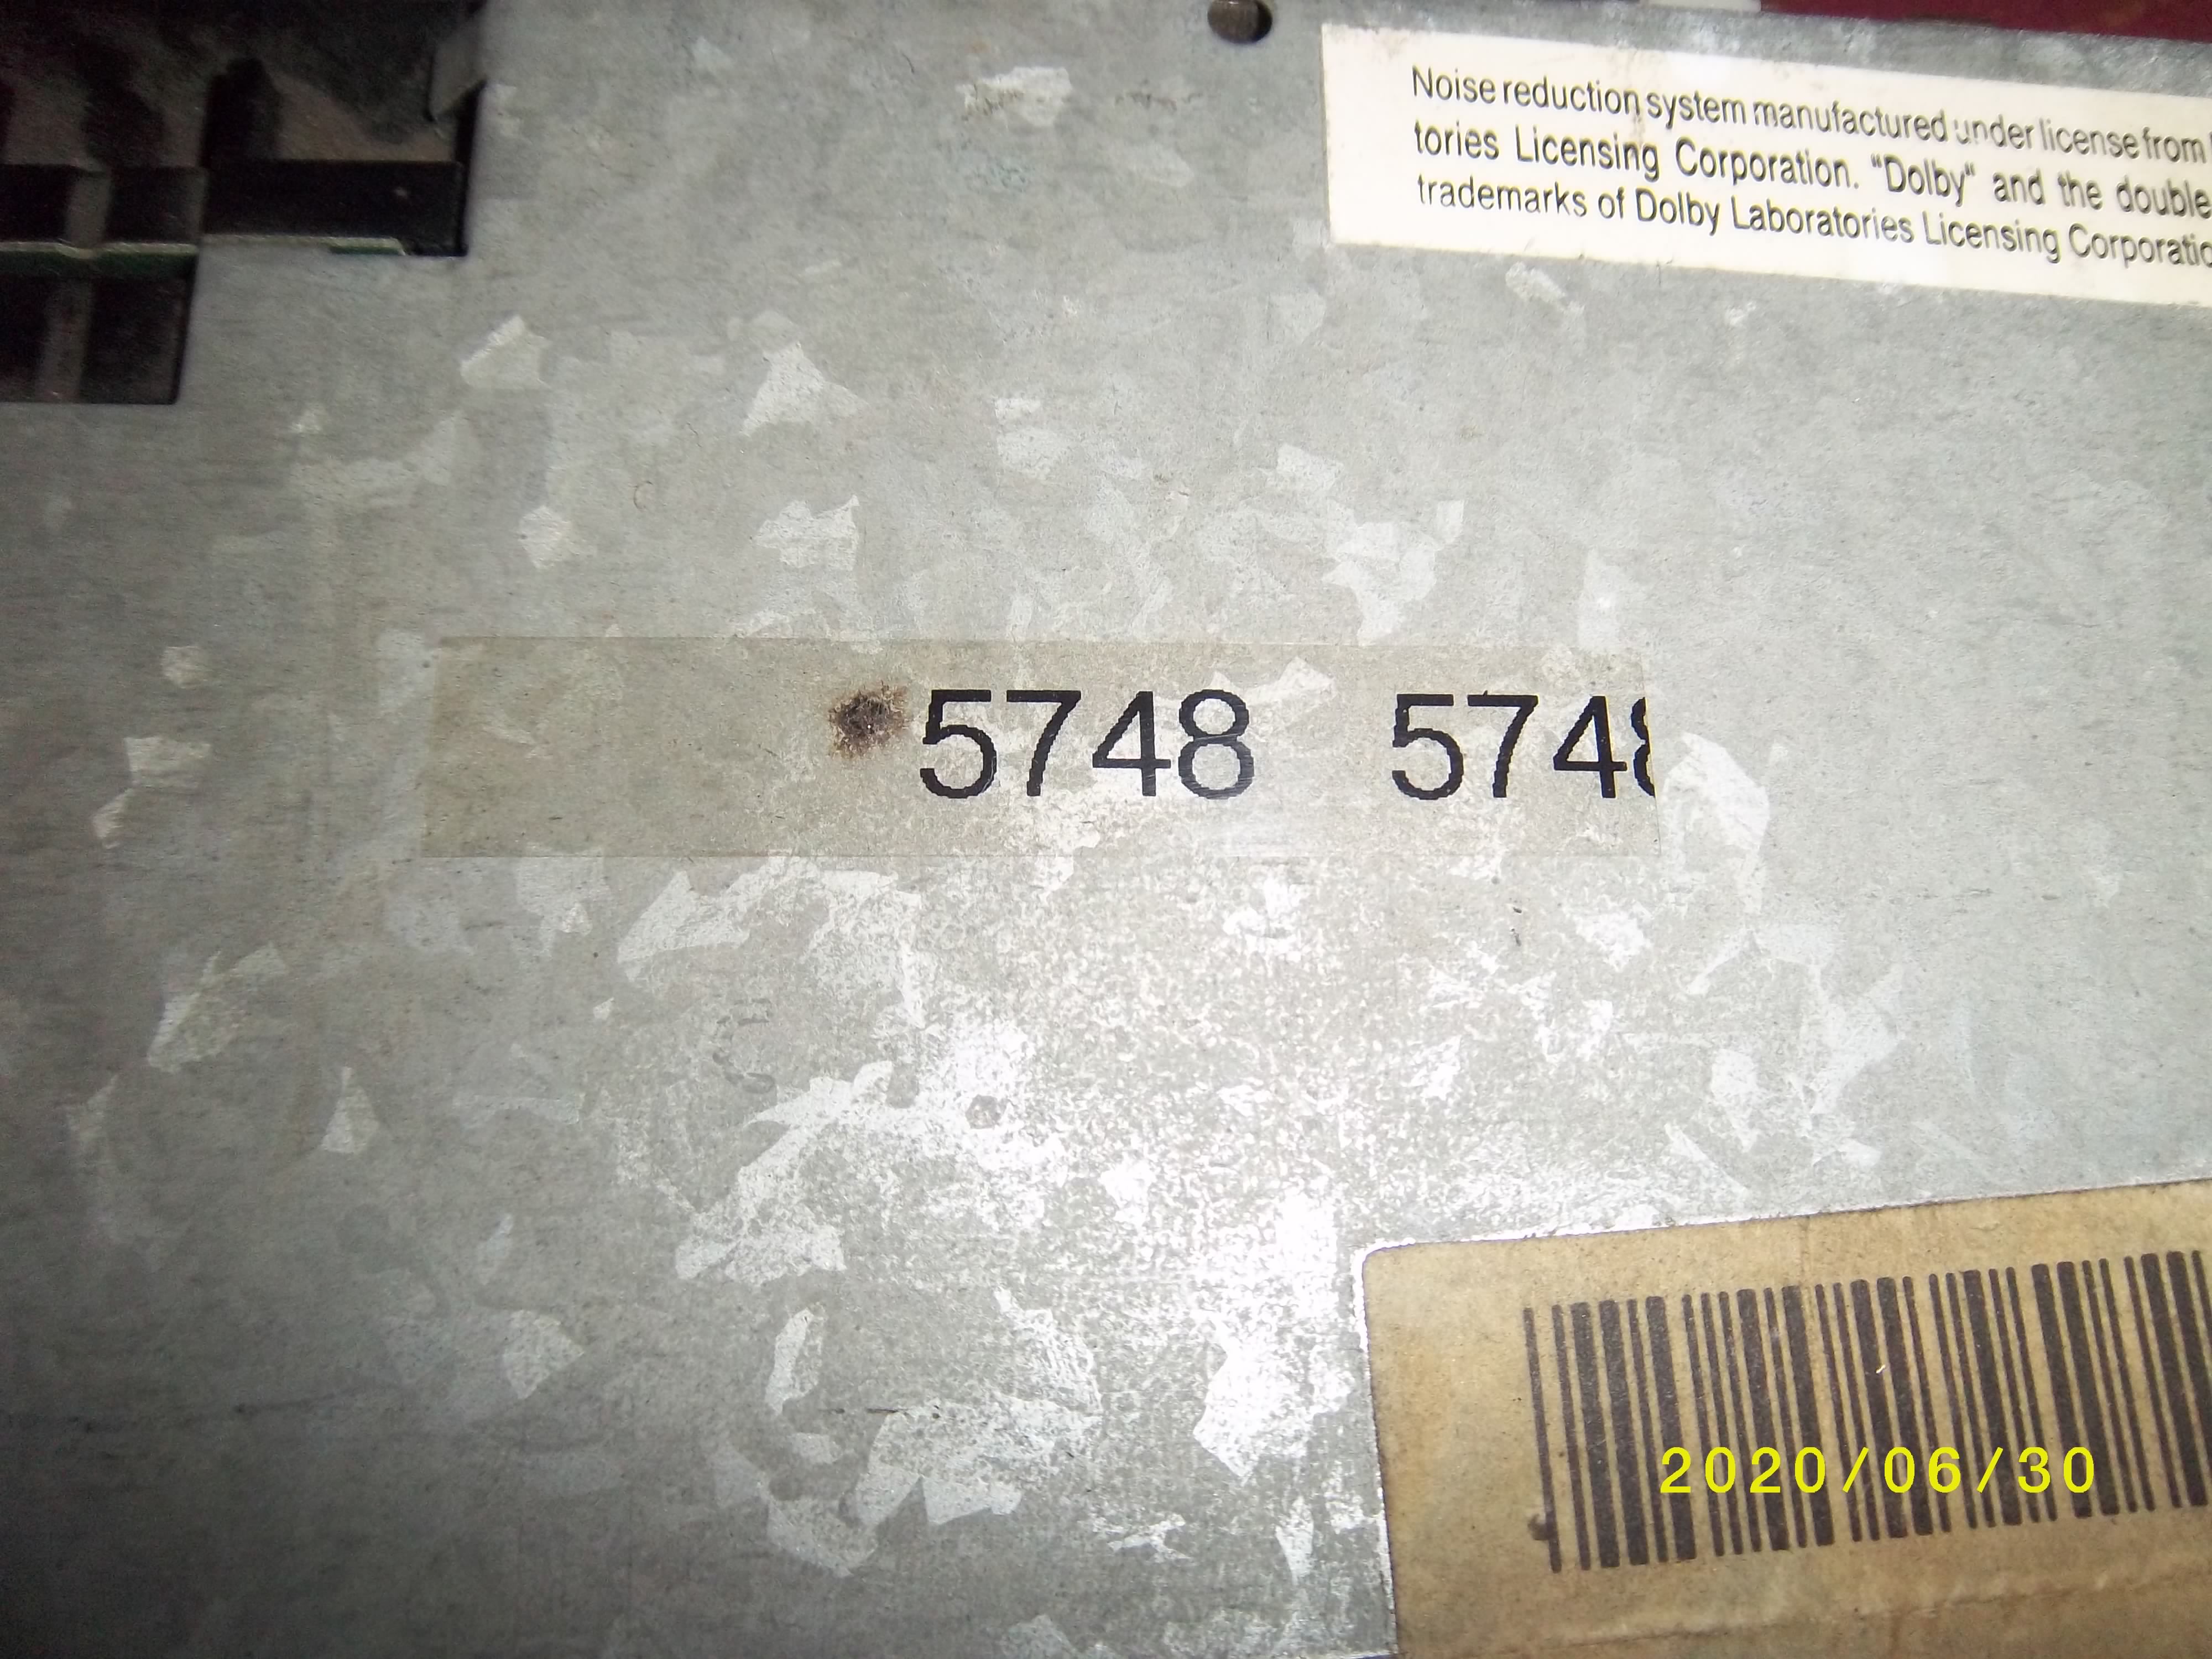 Noise reduction system manufactured under license from
tories Licensing Corporation. "Dolby" and the double
trademarks of Dolby Laboratories Licensing Corporatio
5748 574
2020/06/30